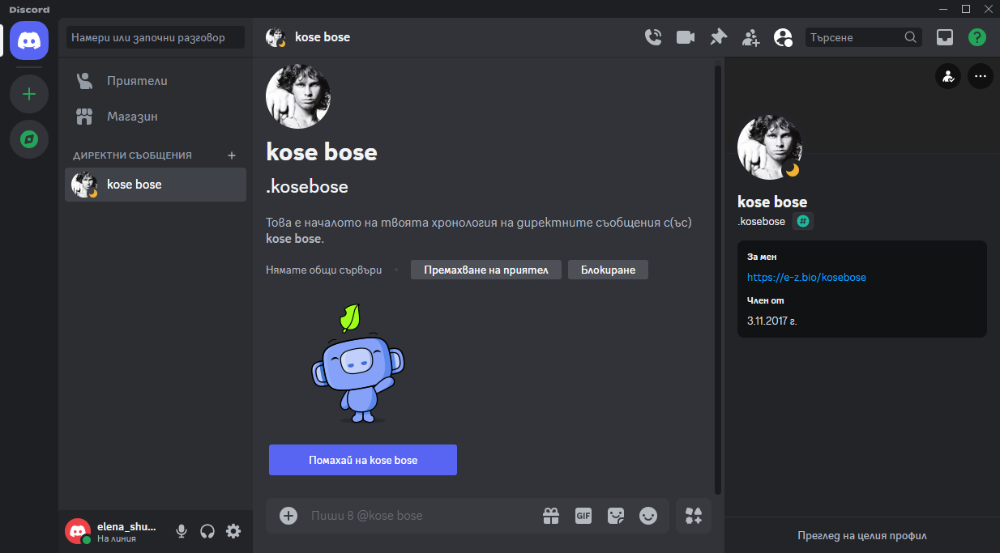 Discord
Намери или започни разговор
Приятели
Магазин
ДИРЕКТНИ СЪОБЩЕНИЯ
kose bose
elena_shu...
На линия
kose bose
Търсене
kose bose
.kosebose
Това е началото на твоята хронология на директните съобщения с(ъс)
kose bose.
Нямате общи сървъри
Премахване на приятел
Блокиране
Помахай на kose bose
Пиши в @kose bose
GIF
kose bose
.kosebose
За мен
https://e-z.bio/kosebose
Член от
3.11.2017 г.
Преглед на целия профил